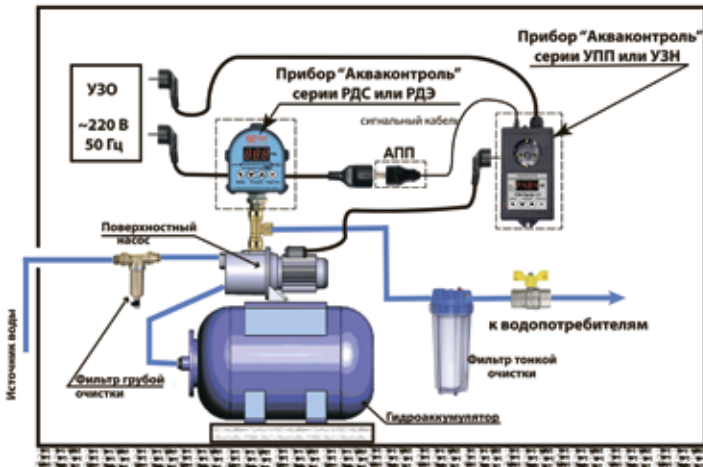 Прибор "Акваконтроль"
серии УПП или УЗН
Прибор "Акваконтроль"
серии РДС или РДЭ
УЗО
~220 В
50 Гц
сигнальный кабель
АПП
Поверхностный
насос
Источник воды
к водопотребителям
Фильтр тонкой
очистки
Фильтр грубой
очистки
Гидроаккумулятор